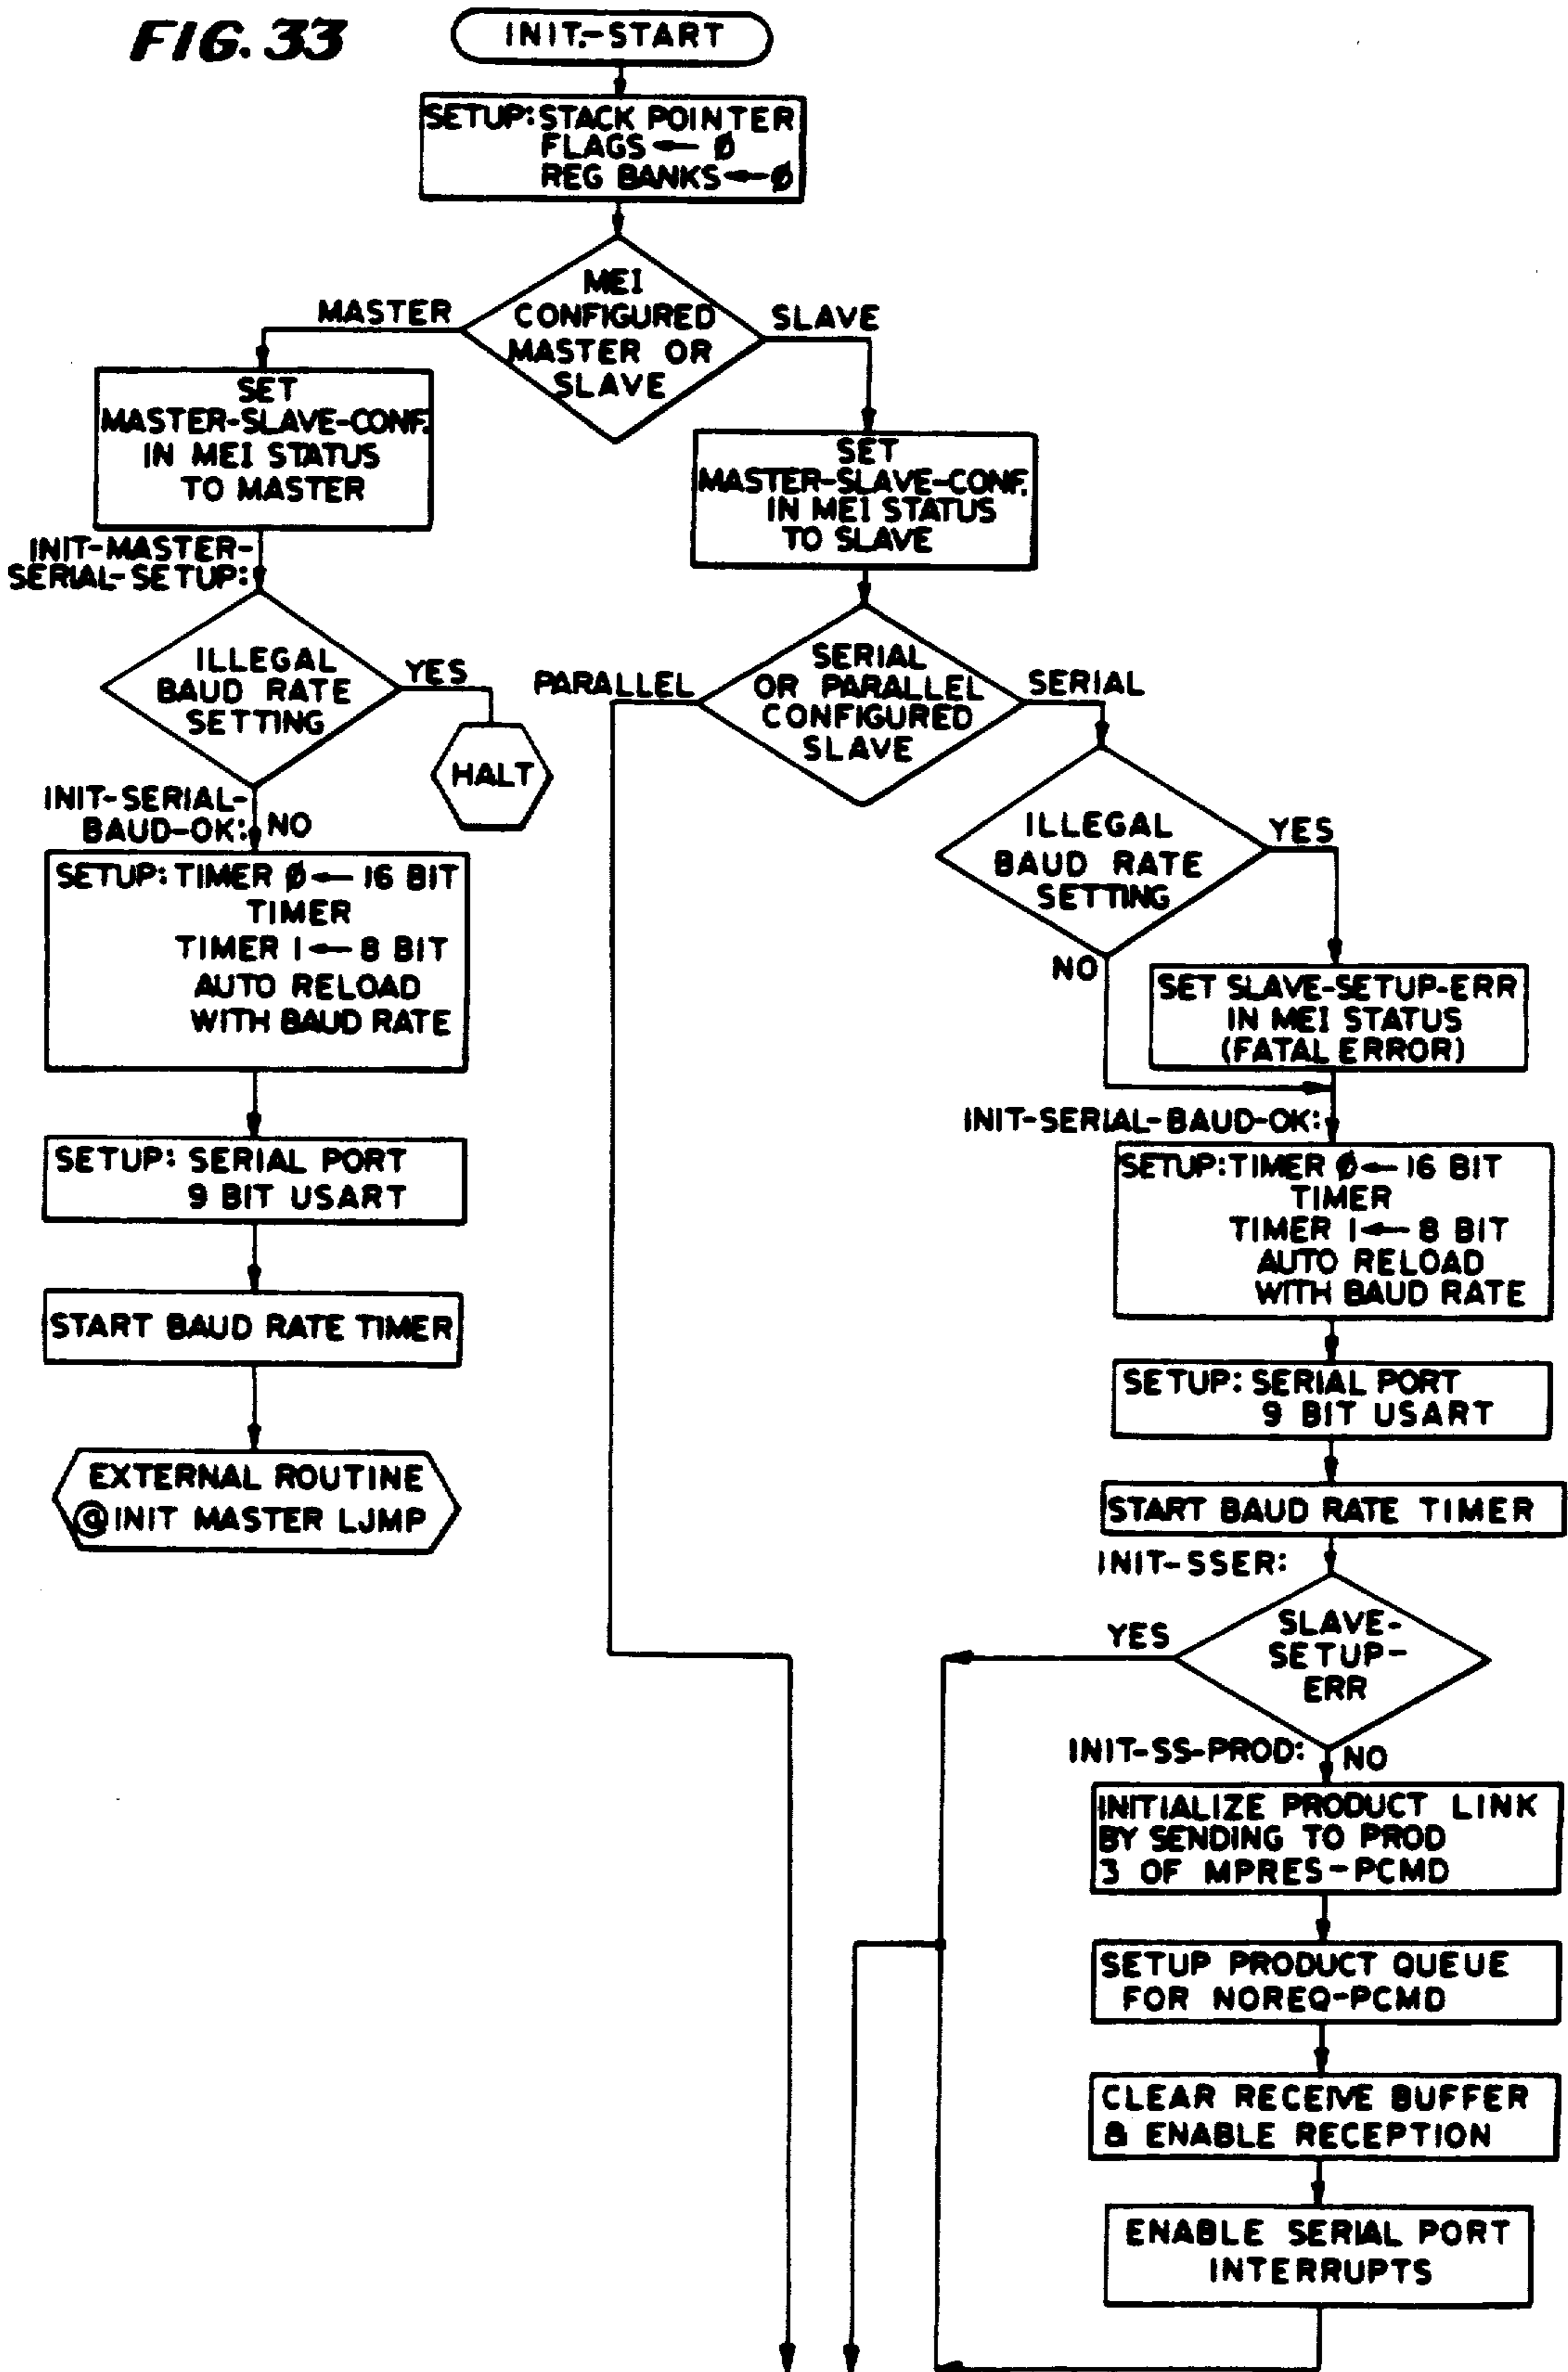 FIG. 33
INIT.-START
SETUP: STACK POINTER
FLAGS ← Ø
REG BANKS ← Ø
MEI
CONFIGURED
MASTER OR
SLAVE
MASTER
SLAVE
SET
MASTER-SLAVE-CONF.
IN MEI STATUS
TO MASTER
SET
MASTER-SLAVE-CONF.
IN MEI STATUS
TO SLAVE
INIT-MASTER-
SERIAL-SETUP:
ILLEGAL
BAUD RATE
SETTING
YES
HALT
INIT-SERIAL-
BAUD-OK:
NO
SETUP: TIMER Ø ← 16 BIT
TIMER
TIMER 1 ← 8 BIT
AUTO RELOAD
WITH BAUD RATE
SETUP: SERIAL PORT
9 BIT USART
START BAUD RATE TIMER
EXTERNAL ROUTINE
@ INIT MASTER LJMP
SERIAL
OR PARALLEL
CONFIGURED
SLAVE
PARALLEL
SERIAL
ILLEGAL
BAUD RATE
SETTING
YES
NO
SET SLAVE-SETUP-ERR
IN MEI STATUS
(FATAL ERROR)
INIT-SERIAL-BAUD-OK:
SETUP: TIMER Ø ← 16 BIT
TIMER
TIMER 1 ← 8 BIT
AUTO RELOAD
WITH BAUD RATE
SETUP: SERIAL PORT
9 BIT USART
START BAUD RATE TIMER
INIT-SSER:
SLAVE-
SETUP-
ERR
YES
INIT-SS-PROD:
NO
INITIALIZE PRODUCT LINK
BY SENDING TO PROD
3 OF MPRES-PCMD
SETUP PRODUCT QUEUE
FOR NOREQ-PCMD
CLEAR RECEIVE BUFFER
& ENABLE RECEPTION
ENABLE SERIAL PORT
INTERRUPTS